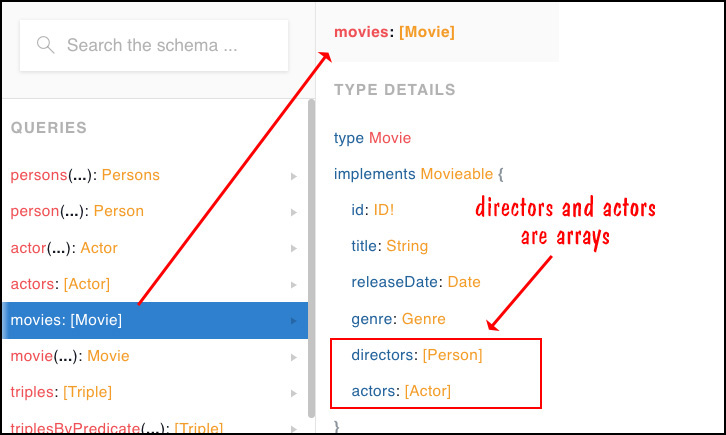 Search the schema ...
QUERIES
persons(...): Persons
person(...): Person
actor(...): Actor
actors: [Actor]
movies: [Movie]
movie(...): Movie
triples: [Triple]
triplesByPredicate(...): [Triple]
movies: [Movie]
TYPE DETAILS
type Movie
implements Movieable {
id: ID!
title: String
releaseDate: Date
genre: Genre
directors: [Person]
actors: [Actor]
}
directors and actors
are arrays